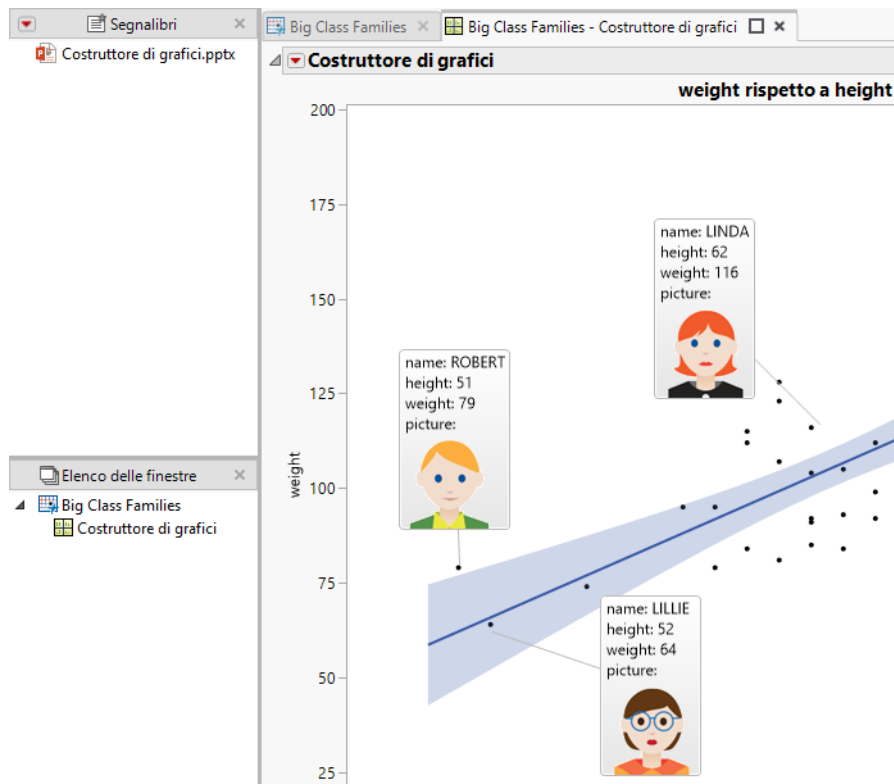 Segnalibri
Costruttore di grafici.pptx
Elenco delle finestre
Big Class Families
Costruttore di grafici
Big Class Families
Big Class Families - Costruttore di grafici
Costruttore di grafici
weight rispetto a height
200
175
150
125
100
75
50
25
weight
name: LINDA
height: 62
weight: 116
picture:
name: ROBERT
height: 51
weight: 79
picture:
name: LILLIE
height: 52
weight: 64
picture: